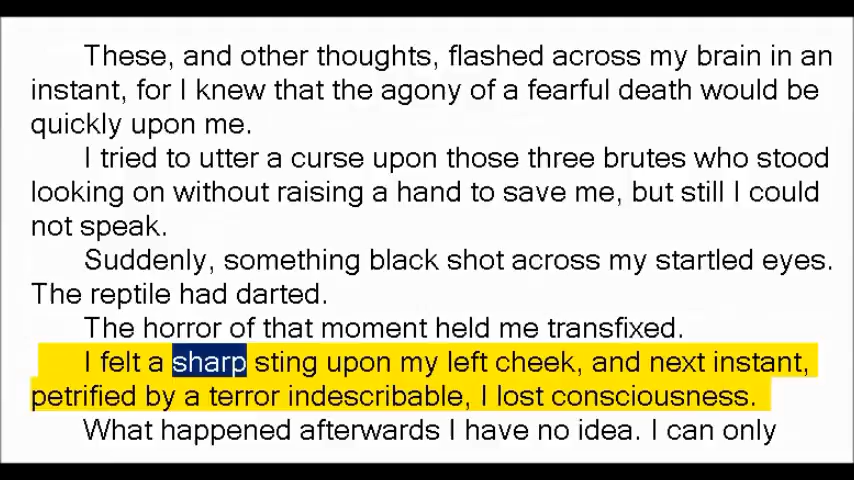 These, and other thoughts, flashed across my brain in an
instant, for I knew that the agony of a fearful death would be
quickly upon me.
I tried to utter a curse upon those three brutes who stood
looking on without raising a hand to save me, but still I could
not speak.
Suddenly, something black shot across my startled eyes.
The reptile had darted.
The horror of that moment held me transfixed.
I felt a sharp sting upon my left cheek, and next instant,
petrified by a terror indescribable, I lost consciousness.
What happened afterwards I have no idea. I can only